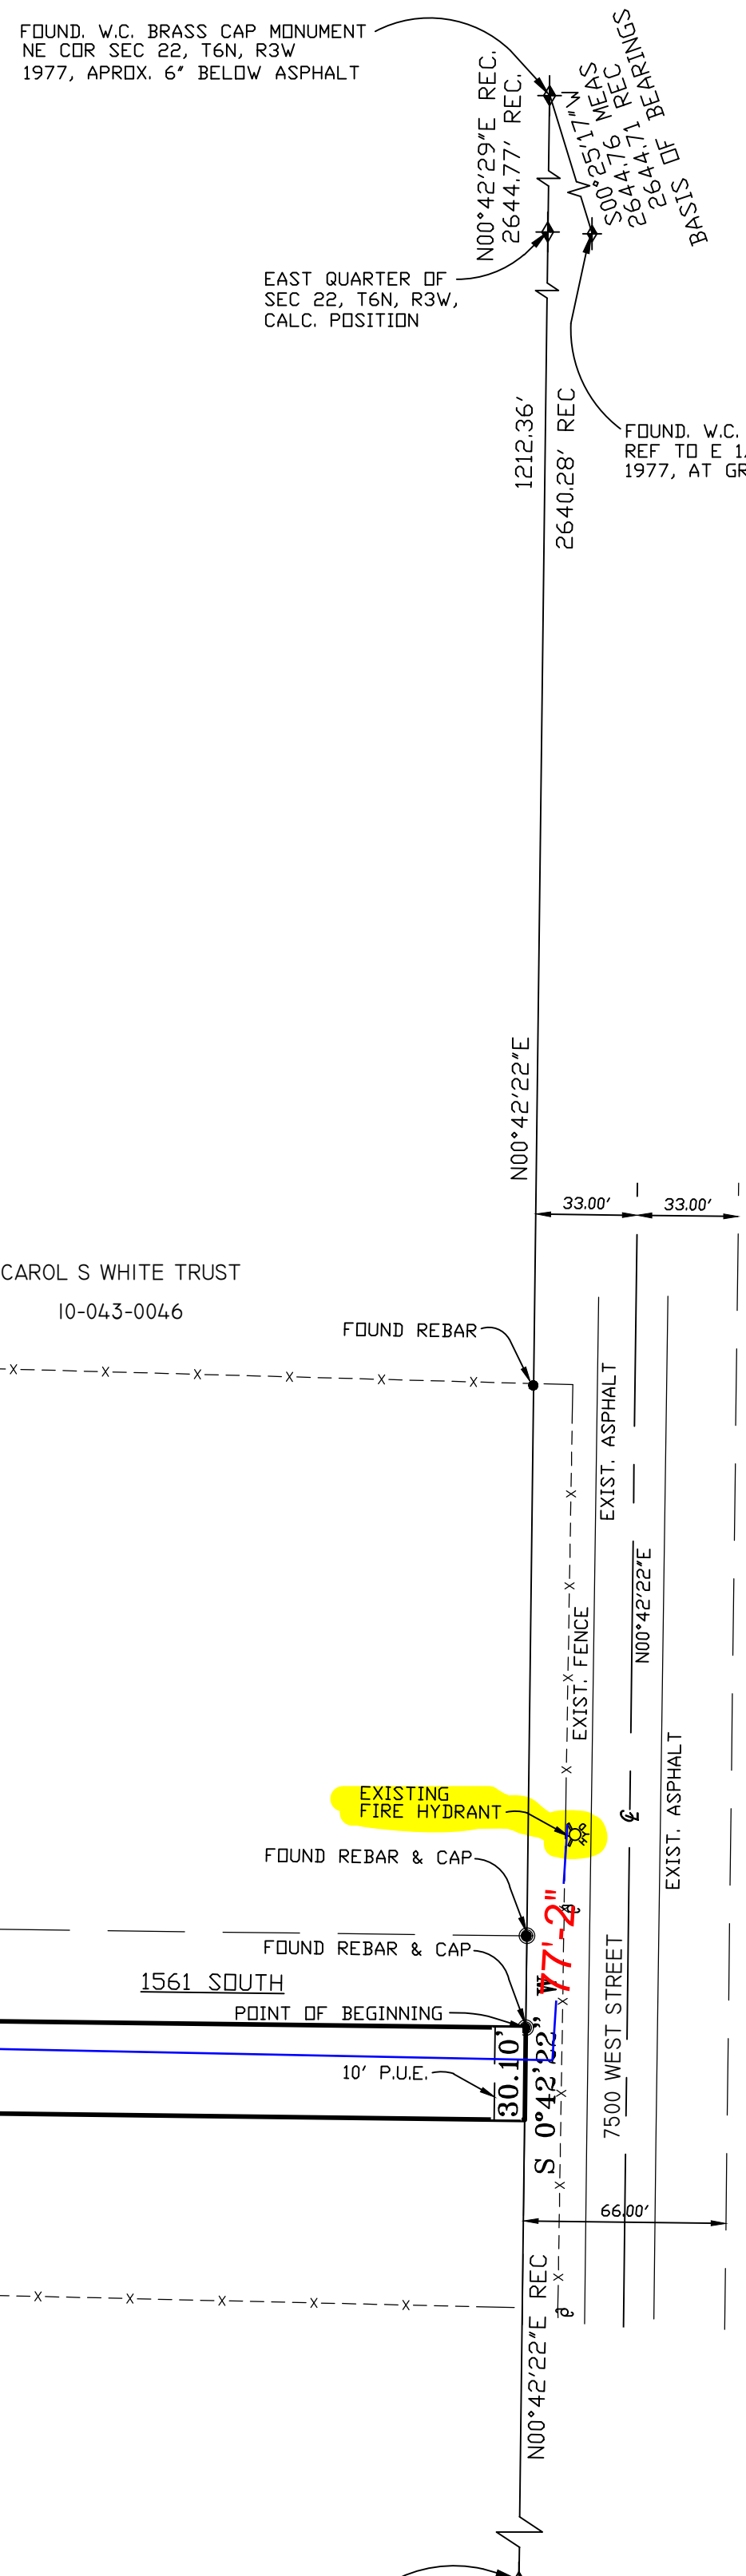 FOUND. W.C. BRASS CAP MONUMENT
NE COR SEC 22, T6N, R3W
1977, APROX. 6" BELOW ASPHALT
N00°42'29"E REC.
2644.77' REC.
S00°25'17"W
2644.76 MEAS
2644.71 REC
BASIS OF BEARINGS
EAST QUARTER OF
SEC 22, T6N, R3W,
CALC. POSITION
1212.36'
2640.28' REC
FOUND. W.C.
REF TO E 1
1977, AT GR
N00°42'22"E
33.00'
33.00'
CAROL S WHITE TRUST
10-043-0046
FOUND REBAR
EXIST. ASPHALT
N00°42'22"E
EXIST. FENCE
EXIST. ASPHALT
EXISTING
FIRE HYDRANT
FOUND REBAR & CAP
77'-2"
FOUND REBAR & CAP
1561 SOUTH
POINT OF BEGINNING
30.10'
S 0°42'22" W
10' P.U.E.
7500 WEST STREET
66.00'
N00°42'22"E REC